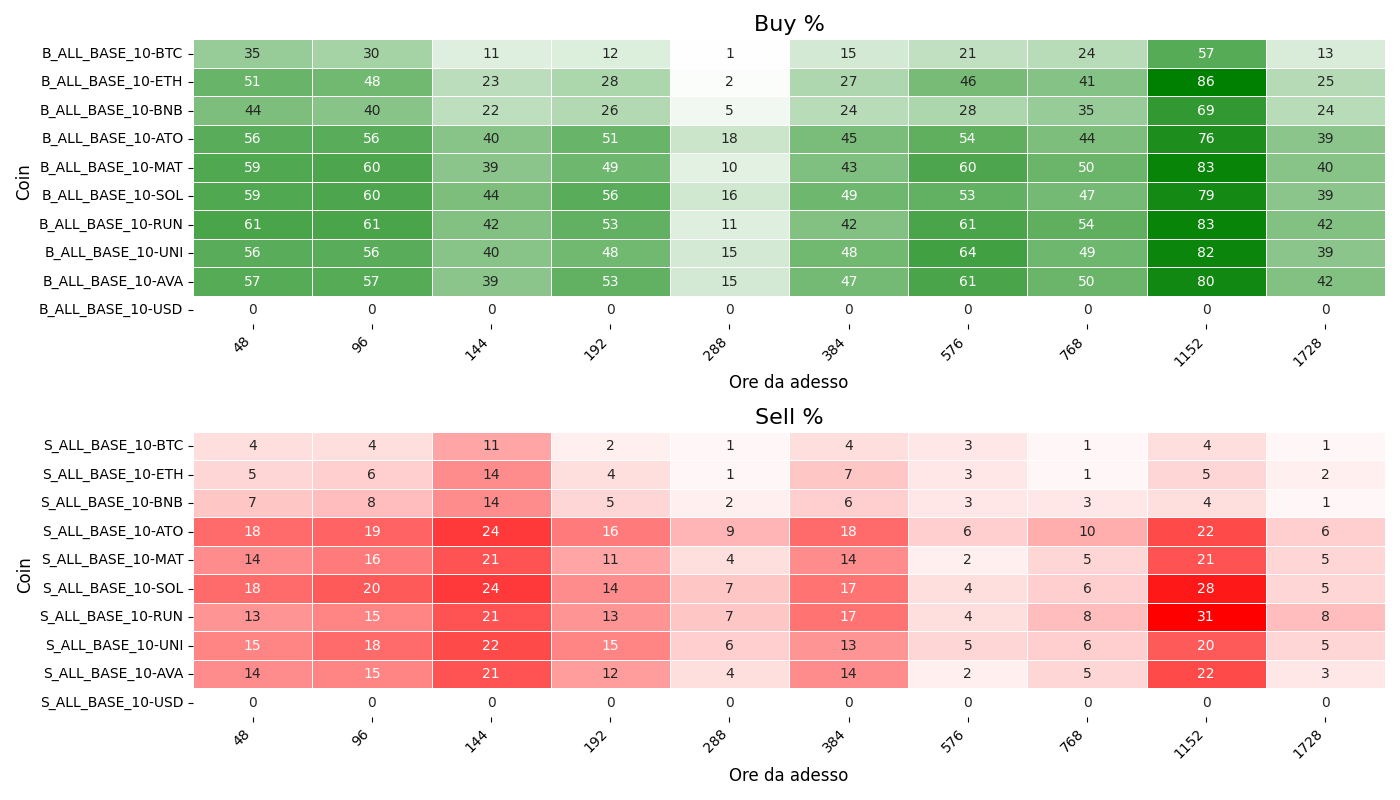 Buy %
B_ALL_BASE_10-BTC 35 30 11 12 1 15 21 24 57 13
B_ALL_BASE_10-ETH 51 48 23 28 2 27 46 41 86 25
B_ALL_BASE_10-BNB 44 40 22 26 5 24 28 35 69 24
B_ALL_BASE_10-ATO 56 56 40 51 18 45 54 44 76 39
B_ALL_BASE_10-MAT 59 60 39 49 10 43 60 50 83 40
B_ALL_BASE_10-SOL 59 60 44 56 16 49 53 47 79 39
B_ALL_BASE_10-RUN 61 61 42 53 11 42 61 54 83 42
B_ALL_BASE_10-UNI 56 56 40 48 15 48 64 49 82 39
B_ALL_BASE_10-AVA 57 57 39 53 15 47 61 50 80 42
B_ALL_BASE_10-USD 0 0 0 0 0 0 0 0 0 0
Coin
48 96 144 192 288 384 576 768 1152 1728
Ore da adesso
Sell %
S_ALL_BASE_10-BTC 4 4 11 2 1 4 3 1 4 1
S_ALL_BASE_10-ETH 5 6 14 4 1 7 3 1 5 2
S_ALL_BASE_10-BNB 7 8 14 5 2 6 3 3 4 1
S_ALL_BASE_10-ATO 18 19 24 16 9 18 6 10 22 6
S_ALL_BASE_10-MAT 14 16 21 11 4 14 2 5 21 5
S_ALL_BASE_10-SOL 18 20 24 14 7 17 4 6 28 5
S_ALL_BASE_10-RUN 13 15 21 13 7 17 4 8 31 8
S_ALL_BASE_10-UNI 15 18 22 15 6 13 5 6 20 5
S_ALL_BASE_10-AVA 14 15 21 12 4 14 2 5 22 3
S_ALL_BASE_10-USD 0 0 0 0 0 0 0 0 0 0
Coin
48 96 144 192 288 384 576 768 1152 1728
Ore da adesso